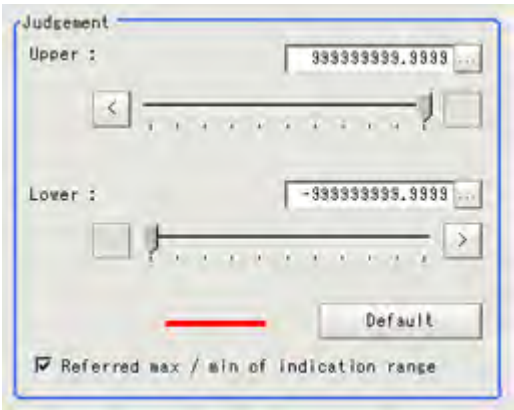 Judgement
Upper : 999999999.9999 ...
<
Lower : -999999999.9999 ...
>
Default
Referred max / min of indication range